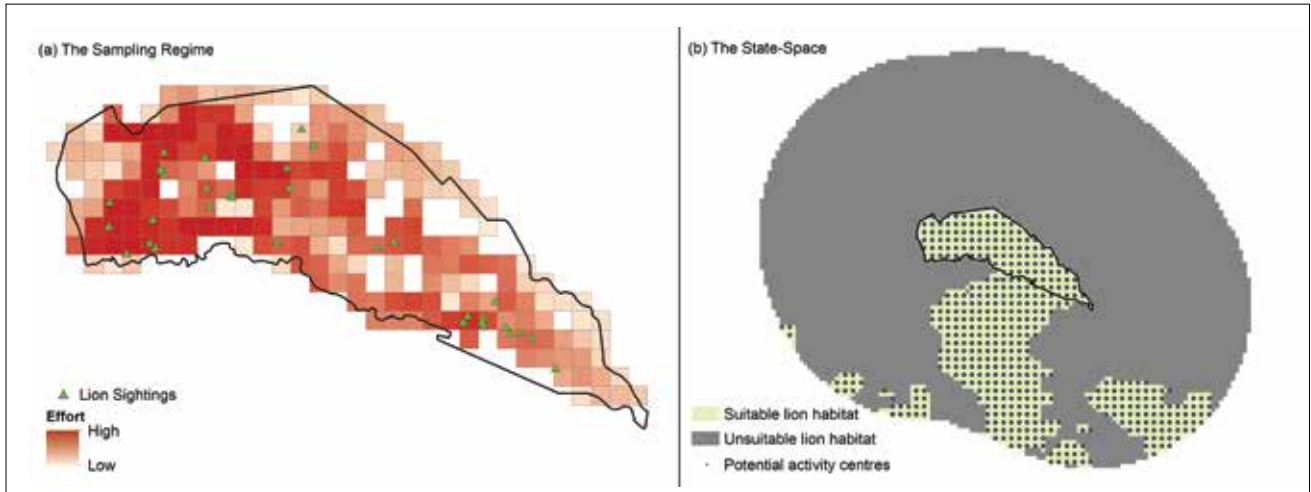 (a) The Sampling Regime
Lion Sightings
Effort
High
Low
(b) The State-Space
Suitable lion habitat
Unsuitable lion habitat
Potential activity centres